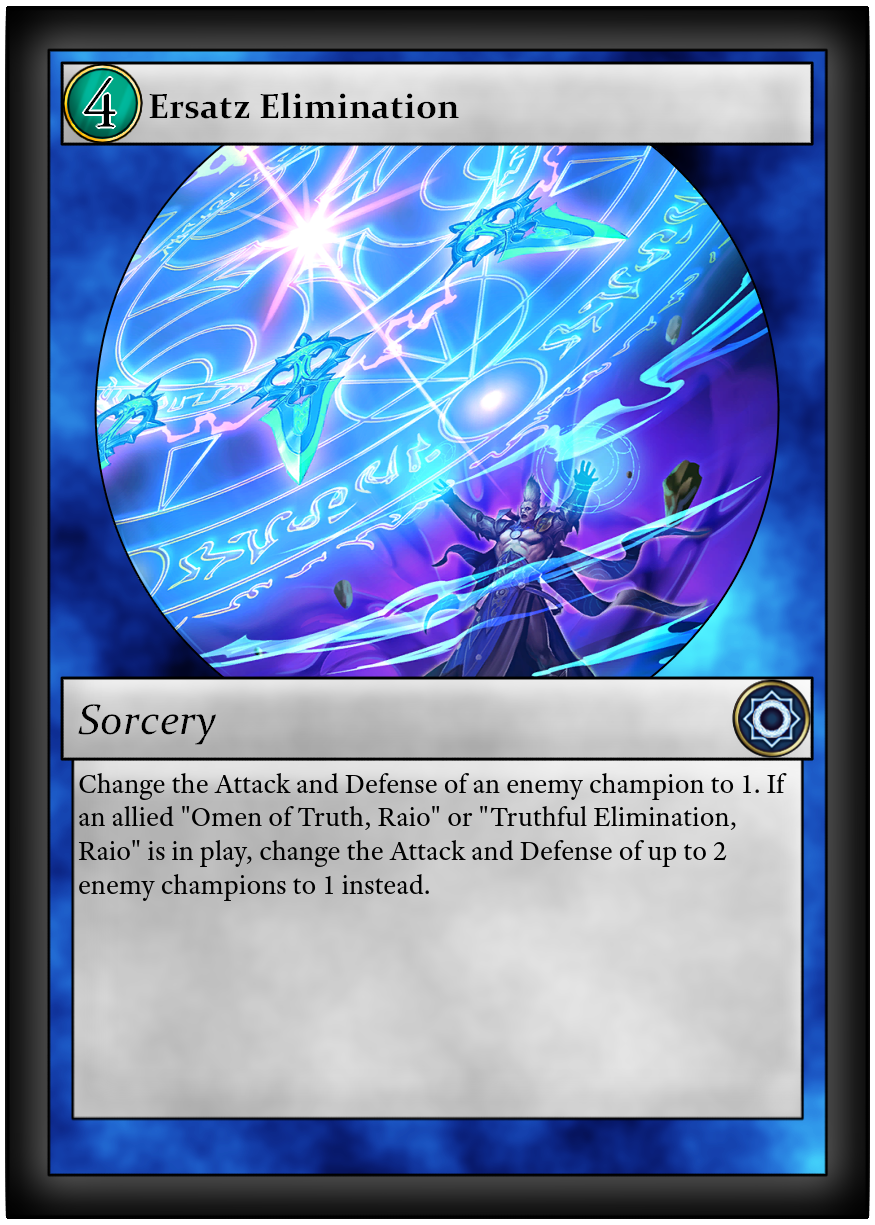 4 Ersatz Elimination
Sorcery
Change the Attack and Defense of an enemy champion to 1. If
an allied "Omen of Truth, Raio" or "Truthful Elimination,
Raio" is in play, change the Attack and Defense of up to 2
enemy champions to 1 instead.